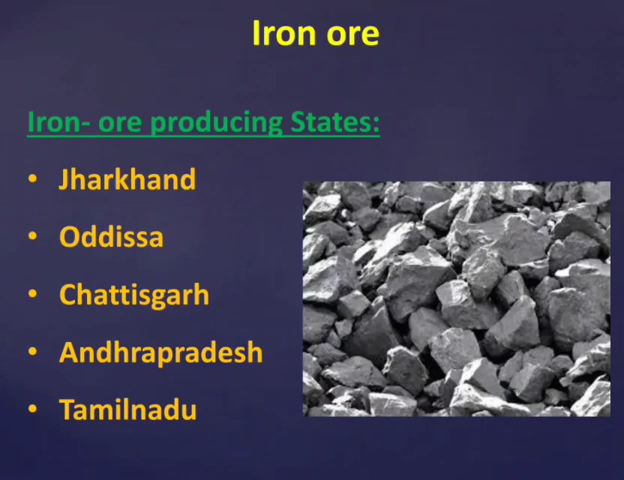 Iron ore
Iron- ore producing States:
• Jharkhand
• Oddissa
• Chattisgarh
• Andhrapradesh
• Tamilnadu